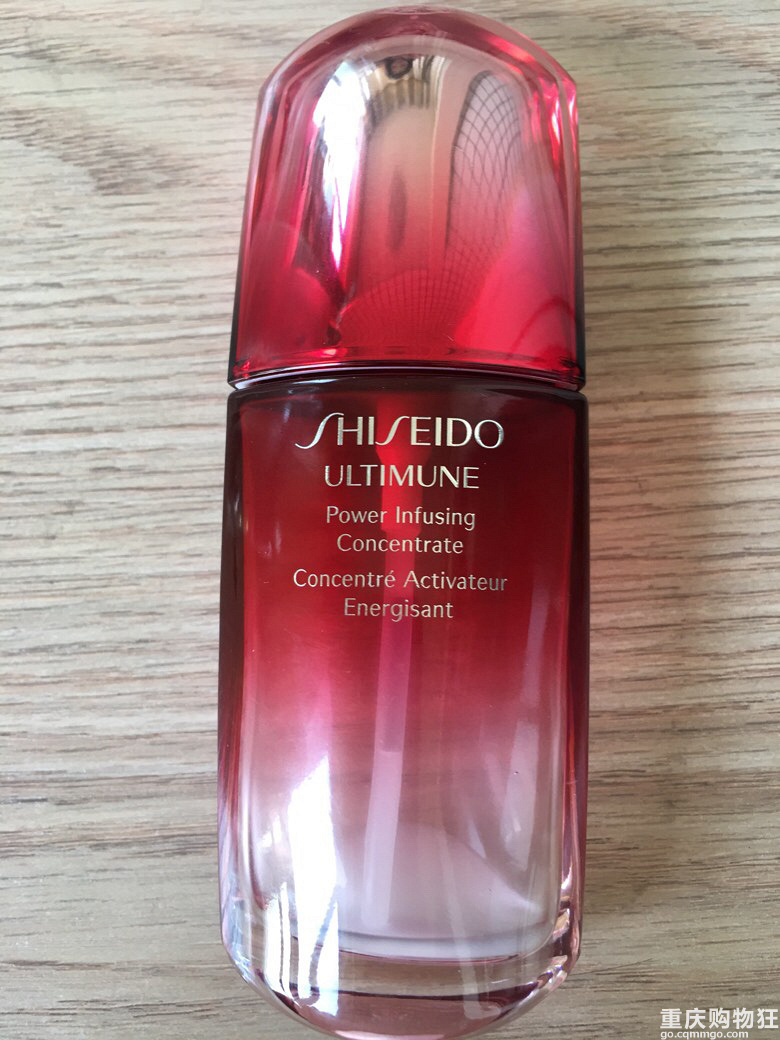 SHISEIDO
ULTIMUNE
Power Infusing
Concentrate
Concentré Activateur
Energisant
重庆购物狂
go.cqmmgo.com